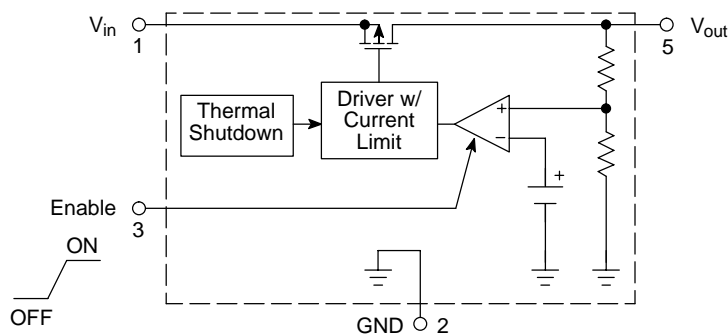 Vin
1
Vout
5
Thermal
Shutdown
Driver w/
Current
Limit
+
−
+
Enable
3
ON
OFF
GND
2